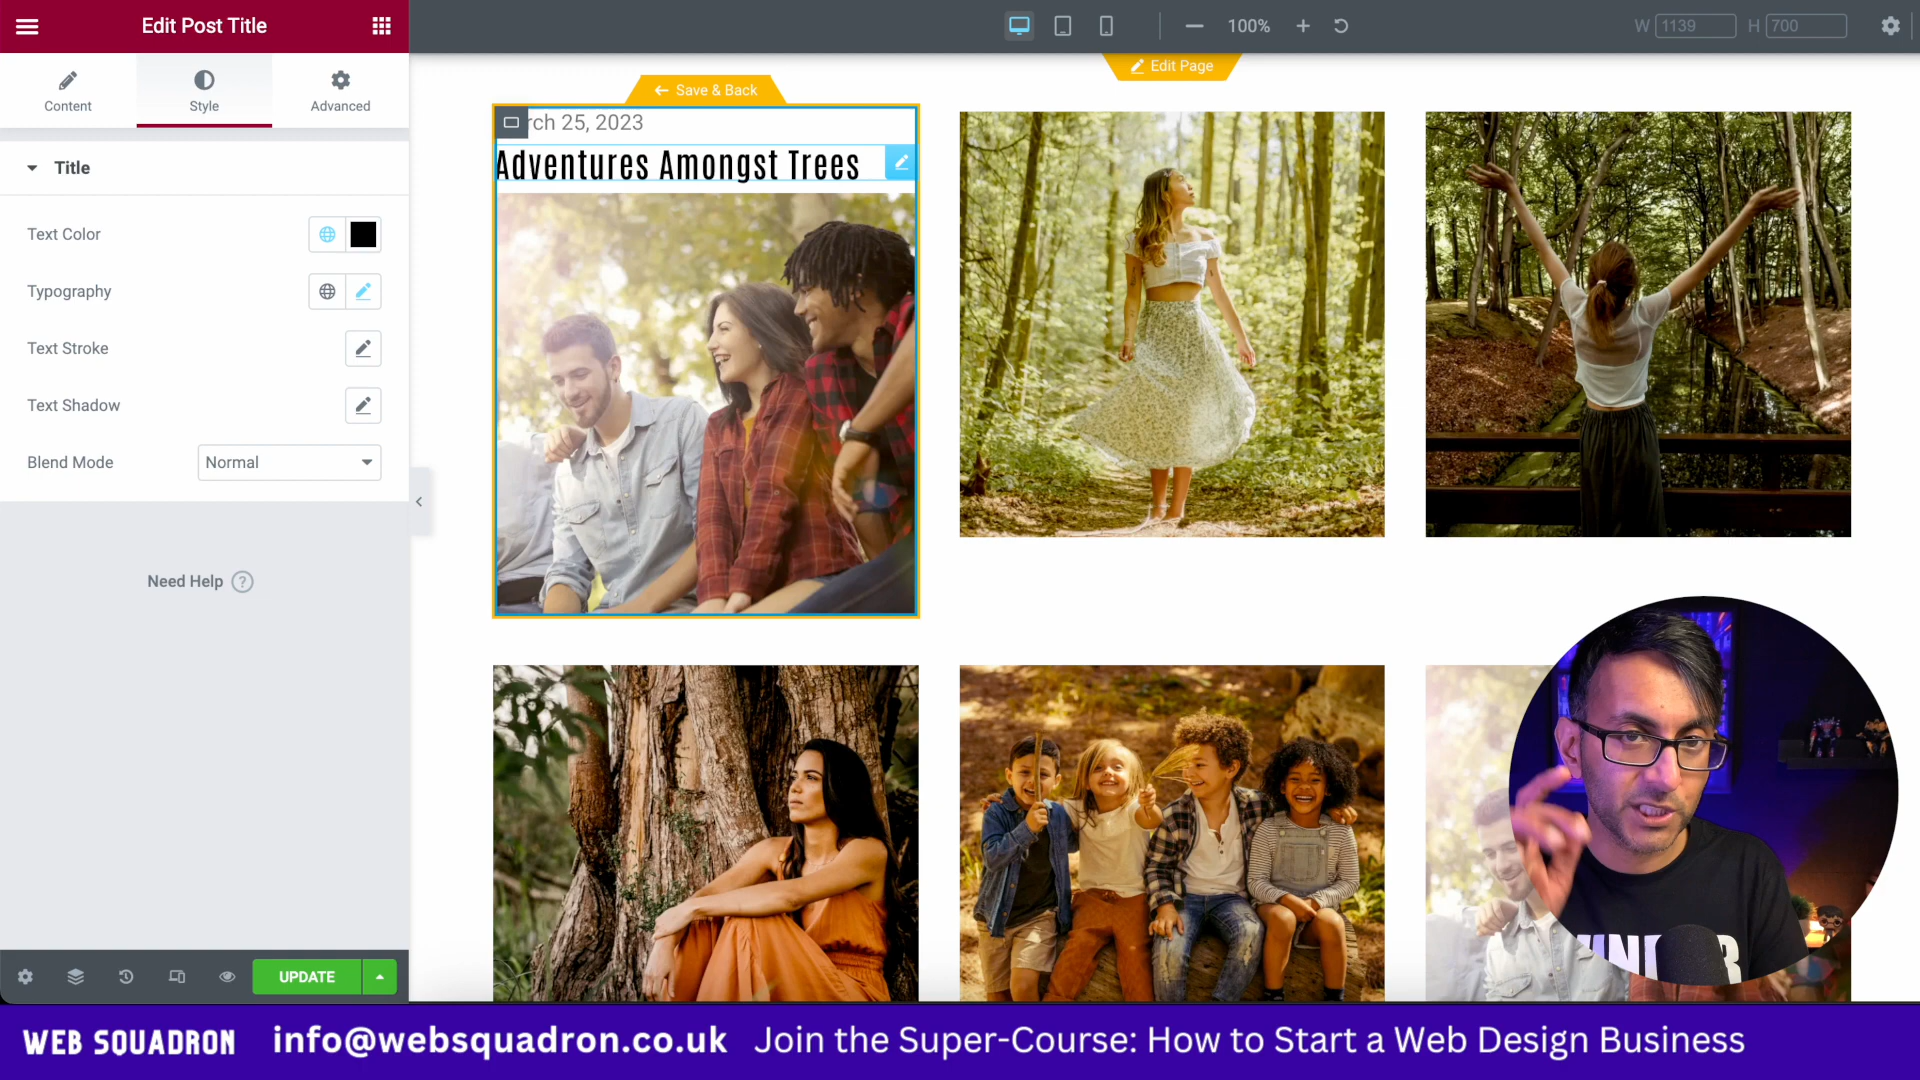 Edit Post Title
100%
W 1139 H 700
Content
Style
Advanced
Edit Page
Save & Back
rch 25, 2023
Adventures Amongst Trees
Title
Text Color
Typography
Text Stroke
Text Shadow
Blend Mode
Normal
Need Help ?
UPDATE
WEB SQUADRON
info@websquadron.co.uk
Join the Super-Course: How to Start a Web Design Business